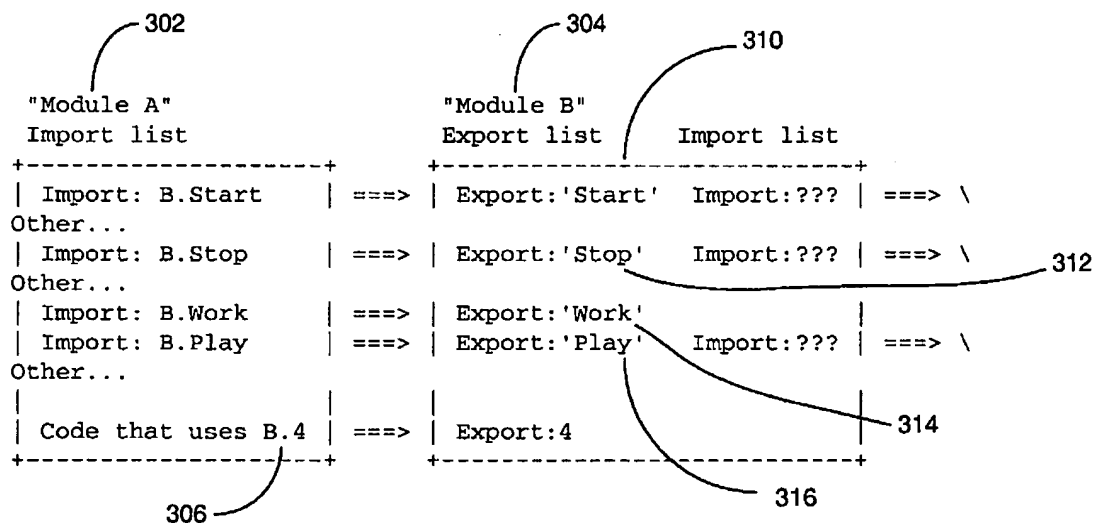 302 304 310
"Module A" "Module B"
Import list Export list Import list
+----------------------+ +------------------------------+
| Import: B.Start | ===> | Export:'Start' Import:??? | ===> \
Other...
| Import: B.Stop | ===> | Export:'Stop' Import:??? | ===> \
312
Other...
| Import: B.Work | ===> | Export:'Work' |
| Import: B.Play | ===> | Export:'Play' Import:??? | ===> \
Other...
| | | |
314
| Code that uses B.4 | ===> | Export:4 |
+----------------------+ +------------------------------+
306 316